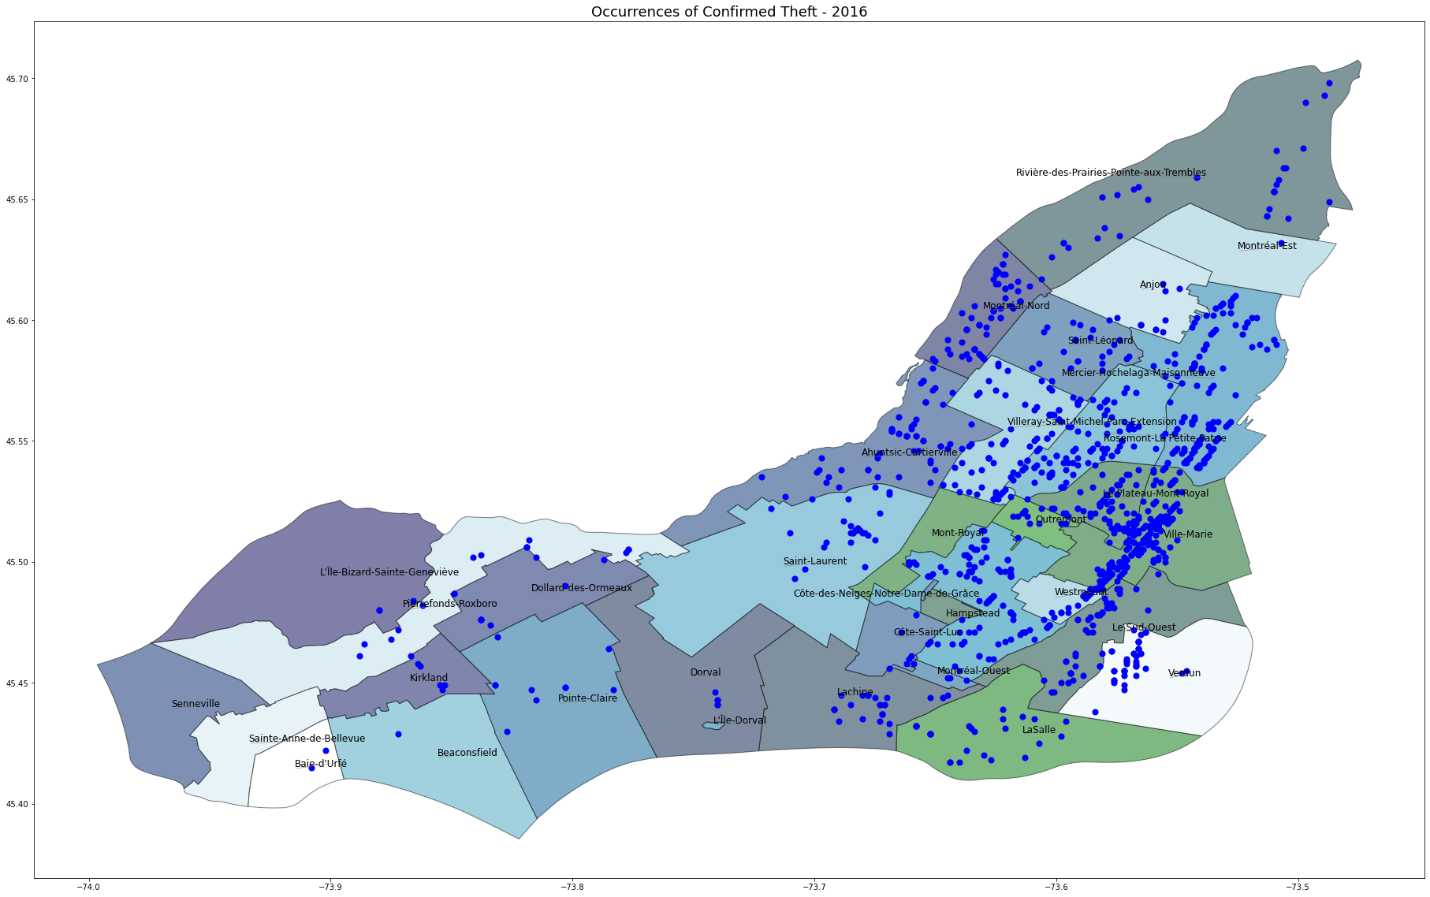 Occurrences of Confirmed Theft - 2016
45.70
Rivière-des-Prairies-Pointe-aux-Trembles
45.65
Montréal-Est
Anjou
Montréal-Nord
45.60
Saint-Léonard
Mercier-Hochelaga-Maisonneuve
Villeray-Saint-Michel-Parc-Extension
45.55
Rosemont-La Petite-Patrie
Ahuntsic-Cartierville
Le Plateau-Mont-Royal
Outremont
Mont-Royal
Ville-Marie
45.50
Saint-Laurent
L'Île-Bizard-Sainte-Geneviève
Dollard-des-Ormeaux
Côte-des-Neiges-Notre-Dame-de-Grâce
Westmount
Pierrefonds-Roxboro
Hampstead
Le Sud-Ouest
Côte-Saint-Luc
45.45
Montréal-Ouest
Dorval
Verdun
Kirkland
Pointe-Claire
Senneville
Lachine
L'Île-Dorval
LaSalle
Sainte-Anne-de-Bellevue
Beaconsfield
Baie-d'Urfé
45.40
−74.0 −73.9 −73.8 −73.7 −73.6 −73.5